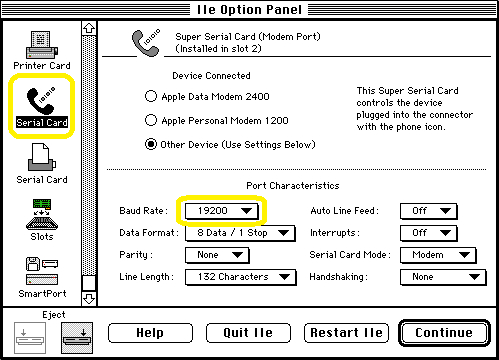 IIe Option Panel
Printer Card
Serial Card
Serial Card
Slots
SmartPort
Super Serial Card (Modem Port)
(Installed in slot 2)
Device Connected
Apple Data Modem 2400
Apple Personal Modem 1200
Other Device (Use Settings Below)
This Super Serial Card
controls the device
plugged into the connector
with the phone icon.
Port Characteristics
Baud Rate: 19200 Auto Line Feed: Off
Data Format: 8 Data / 1 Stop Interrupts: Off
Parity: None Serial Card Mode: Modem
Line Length: 132 Characters Handshaking: None
Eject
Help Quit IIe Restart IIe Continue